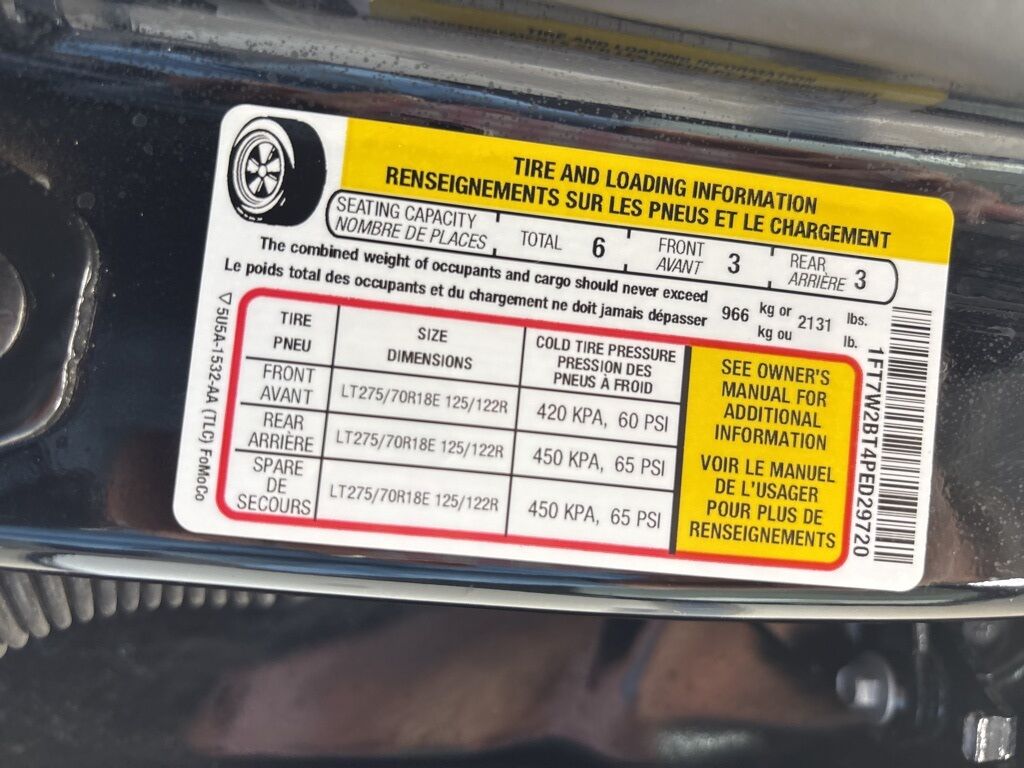 TIRE AND LOADING INFORMATION
RENSEIGNEMENTS SUR LES PNEUS ET LE CHARGEMENT
SEATING CAPACITY
NOMBRE DE PLACES
TOTAL 6
FRONT
AVANT 3
REAR
ARRIÈRE 3
The combined weight of occupants and cargo should never exceed
Le poids total des occupants et du chargement ne doit jamais dépasser
966 kg or 2131 lbs.
kg ou lb.
TIRE
PNEU
SIZE
DIMENSIONS
COLD TIRE PRESSURE
PRESSION DES
PNEUS À FROID
FRONT
AVANT
LT275/70R18E 125/122R
420 KPA, 60 PSI
REAR
ARRIÈRE
LT275/70R18E 125/122R
450 KPA, 65 PSI
SPARE
DE
SECOURS
LT275/70R18E 125/122R
450 KPA, 65 PSI
SEE OWNER'S
MANUAL FOR
ADDITIONAL
INFORMATION
VOIR LE MANUEL
DE L'USAGER
POUR PLUS DE
RENSEIGNEMENTS
5U5A-1532-AA (TLC) FoMoCo
1FT7W2BT4PED29720
TIRE AND LOADING INFORMATION